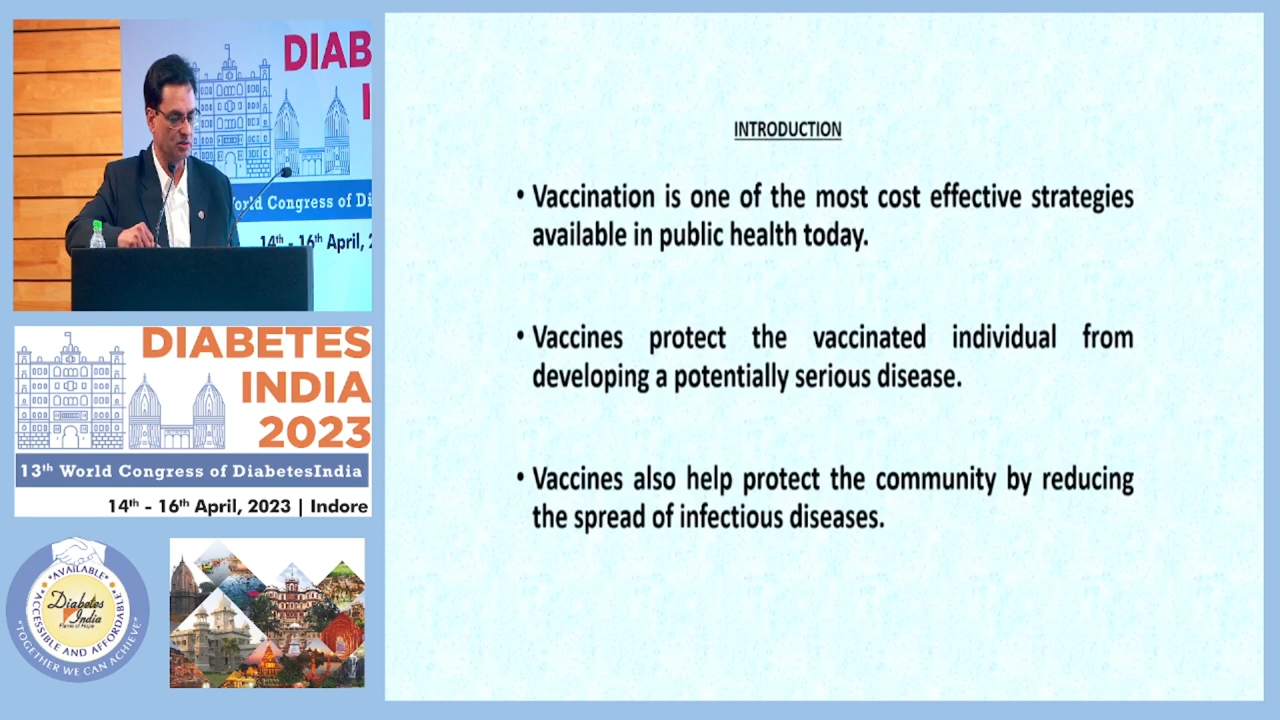 DIAB
I
World Congress of Di
14th - 16th April, 2
DIABETES
INDIA
2023
13th World Congress of DiabetesIndia
14th - 16th April, 2023 | Indore
"AVAILABLE"
"ACCESSIBLE AND AFFORDABLE"
"TOGETHER WE CAN ACHIEVE"
Diabetes
India
INTRODUCTION
• Vaccination is one of the most cost effective strategies
available in public health today.
• Vaccines protect the vaccinated individual from
developing a potentially serious disease.
• Vaccines also help protect the community by reducing
the spread of infectious diseases.